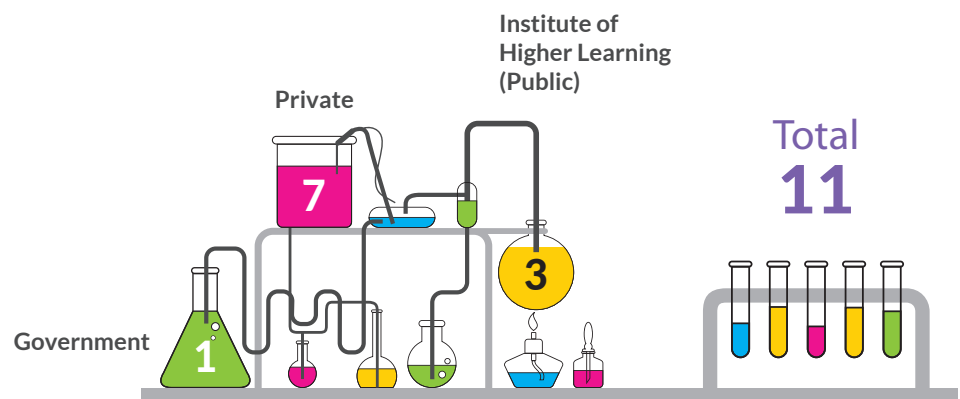 Institute of
Higher Learning
(Public)
Private
7
Total
11
3
Government
1